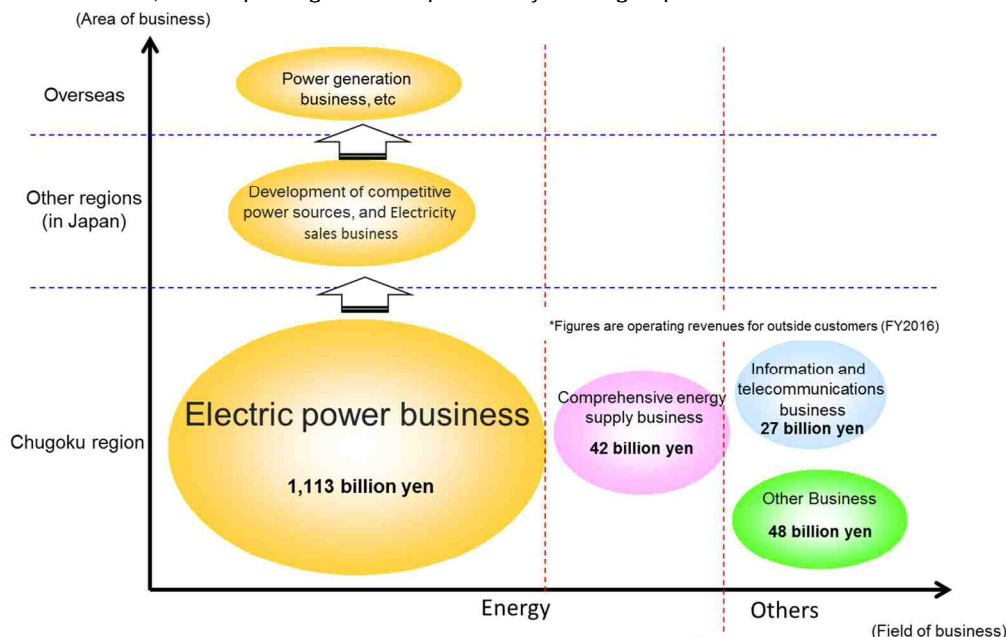 (Area of business)
Overseas
Power generation
business, etc
Other regions
(in Japan)
Development of competitive
power sources, and Electricity
sales business
*Figures are operating revenues for outside customers (FY2016)
Chugoku region
Electric power business
1,113 billion yen
Comprehensive energy
supply business
42 billion yen
Information and
telecommunications
business
27 billion yen
Other Business
48 billion yen
Energy
Others
(Field of business)